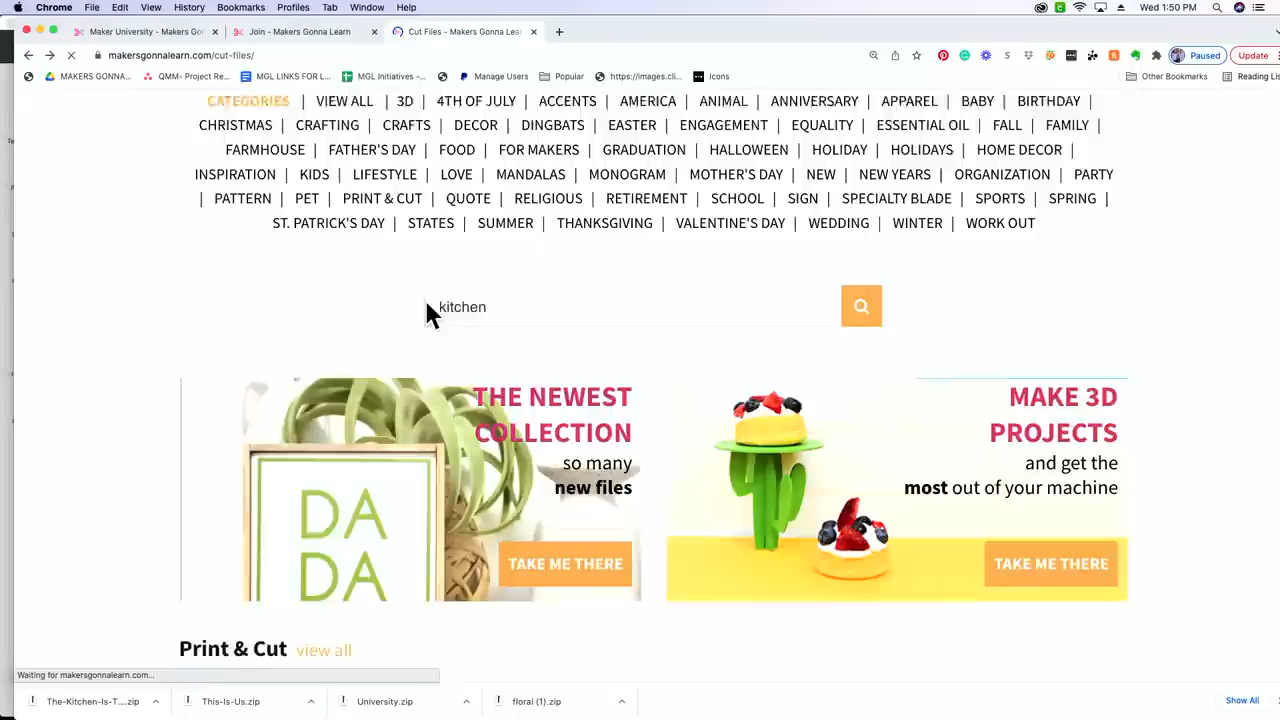 Chrome File Edit View History Bookmarks Profiles Tab Window Help Wed 1:50 PM
Maker University - Makers Go Join - Makers Gonna Learn Cut Files - Makers Gonna Lea
makersgonnalearn.com/cut-files/ Paused Update
MAKERS GONNA... QMM- Project Re... MGL LINKS FOR L... MGL Initiatives -... Manage Users Popular https://images.cli... Icons Other Bookmarks Reading Lis
CATEGORIES | VIEW ALL | 3D | 4TH OF JULY | ACCENTS | AMERICA | ANIMAL | ANNIVERSARY | APPAREL | BABY | BIRTHDAY |
CHRISTMAS | CRAFTING | CRAFTS | DECOR | DINGBATS | EASTER | ENGAGEMENT | EQUALITY | ESSENTIAL OIL | FALL | FAMILY |
FARMHOUSE | FATHER'S DAY | FOOD | FOR MAKERS | GRADUATION | HALLOWEEN | HOLIDAY | HOLIDAYS | HOME DECOR |
INSPIRATION | KIDS | LIFESTYLE | LOVE | MANDALAS | MONOGRAM | MOTHER'S DAY | NEW | NEW YEARS | ORGANIZATION | PARTY
| PATTERN | PET | PRINT & CUT | QUOTE | RELIGIOUS | RETIREMENT | SCHOOL | SIGN | SPECIALTY BLADE | SPORTS | SPRING |
ST. PATRICK'S DAY | STATES | SUMMER | THANKSGIVING | VALENTINE'S DAY | WEDDING | WINTER | WORK OUT
kitchen
THE NEWEST
COLLECTION
so many
new files
TAKE ME THERE
DA
DA
MAKE 3D
PROJECTS
and get the
most out of your machine
TAKE ME THERE
Print & Cut view all
Waiting for makersgonnalearn.com...
The-Kitchen-Is-T....zip This-Is-Us.zip University.zip floral (1).zip Show All